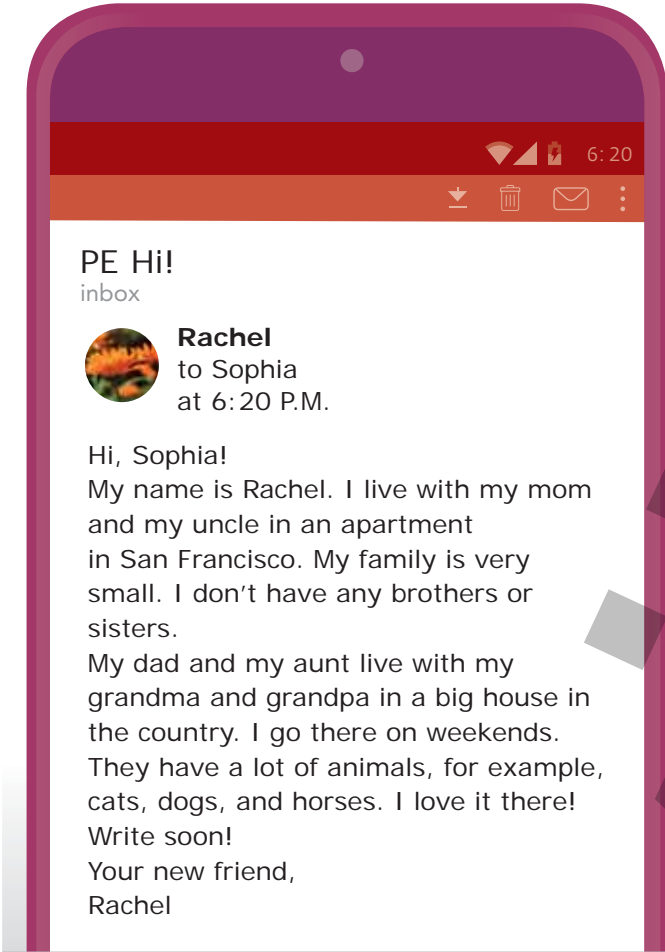 6:20
PE Hi!
inbox
Rachel
to Sophia
at 6:20 P.M.
Hi, Sophia!
My name is Rachel. I live with my mom
and my uncle in an apartment
in San Francisco. My family is very
small. I don't have any brothers or
sisters.
My dad and my aunt live with my
grandma and grandpa in a big house in
the country. I go there on weekends.
They have a lot of animals, for example,
cats, dogs, and horses. I love it there!
Write soon!
Your new friend,
Rachel